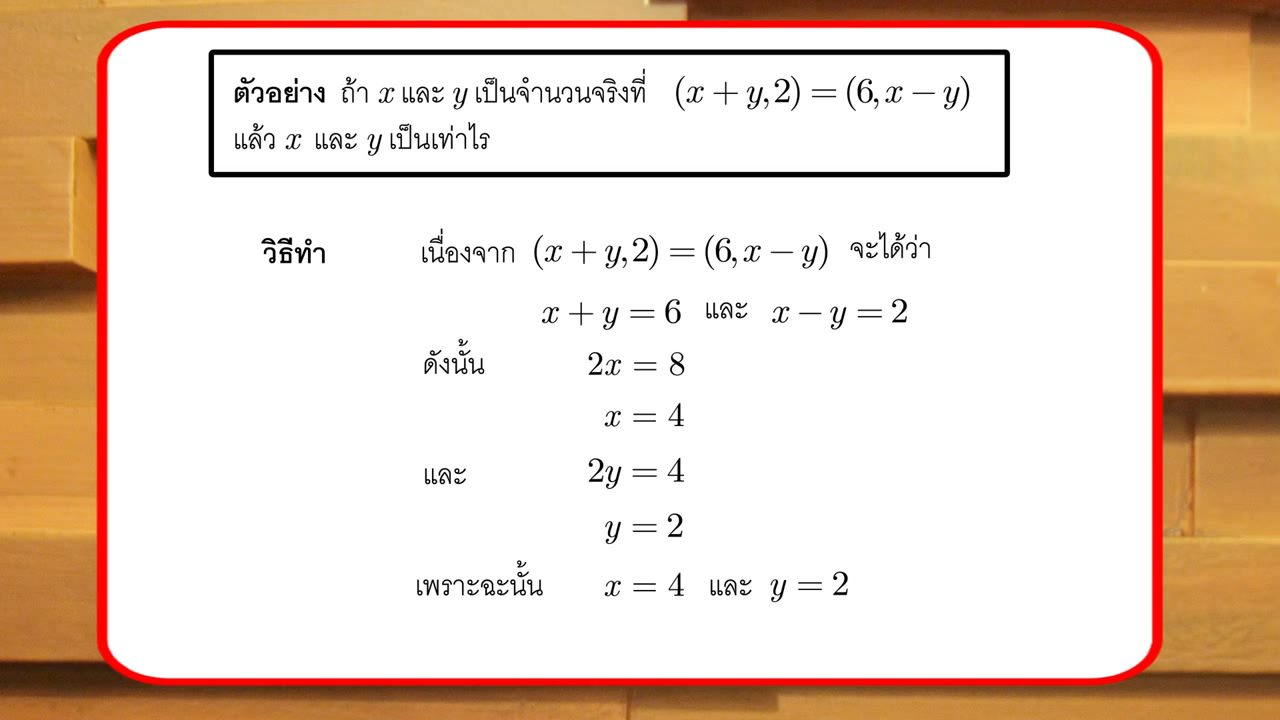 ตัวอย่าง ถ้า x และ y เป็นจำนวนจริงที่ (x + y, 2) = (6, x − y)
แล้ว x และ y เป็นเท่าไร
วิธีทำ เนื่องจาก (x + y, 2) = (6, x − y) จะได้ว่า
x + y = 6 และ x − y = 2
ดังนั้น 2x = 8
x = 4
และ 2y = 4
y = 2
เพราะฉะนั้น x = 4 และ y = 2